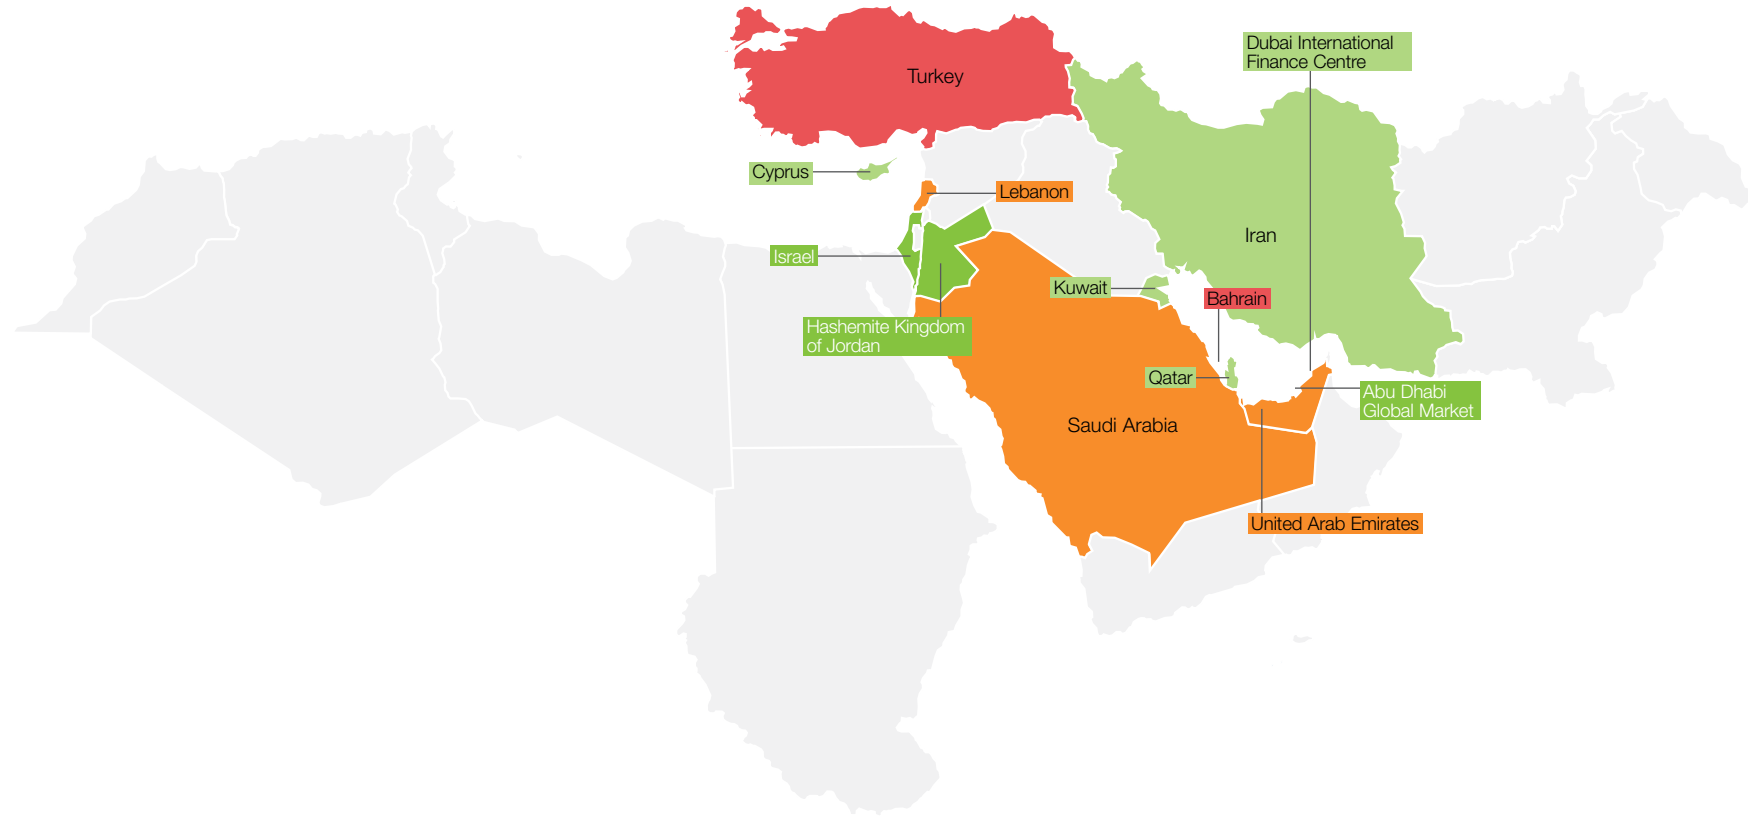 Dubai International
Finance Centre
Turkey
Cyprus
Lebanon
Iran
Israel
Kuwait
Bahrain
Hashemite Kingdom
of Jordan
Qatar
Abu Dhabi
Global Market
Saudi Arabia
United Arab Emirates